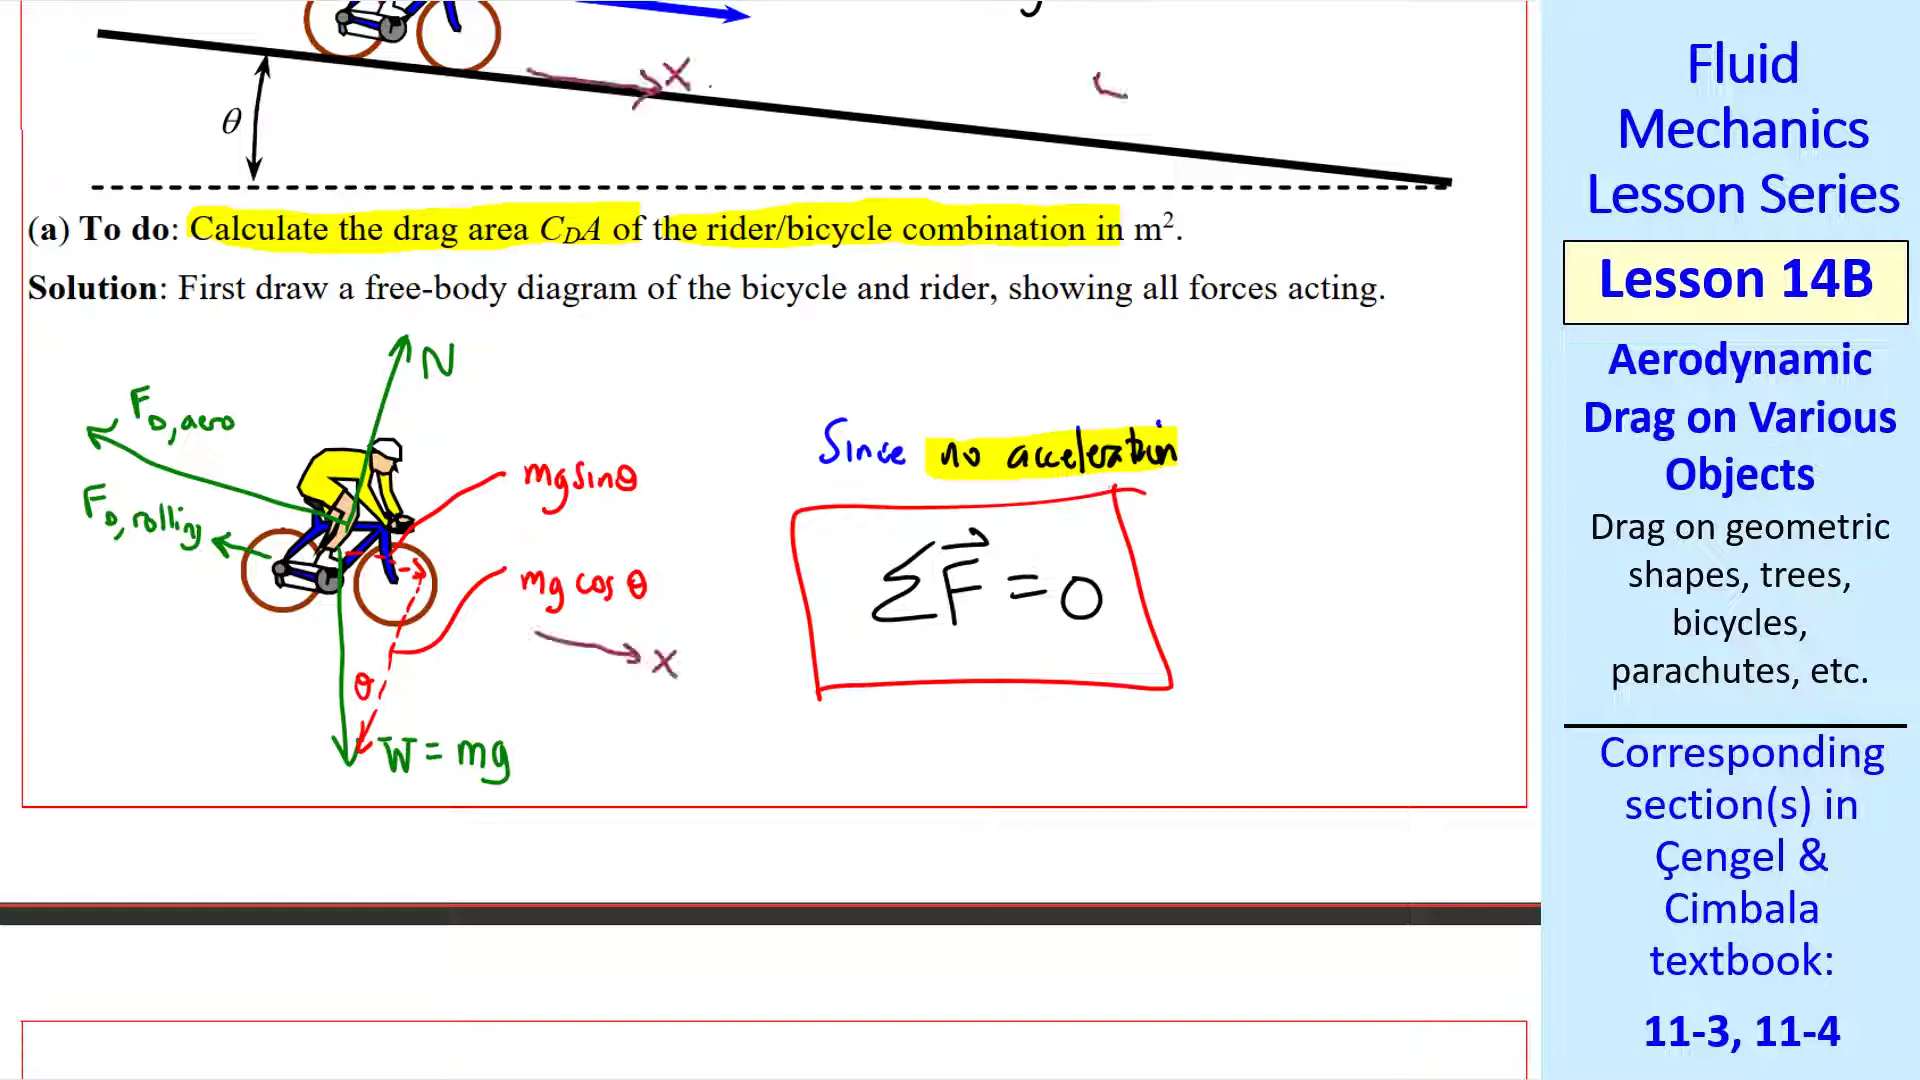 x
θ
(a) To do: Calculate the drag area C_DA of the rider/bicycle combination in m².
Solution: First draw a free-body diagram of the bicycle and rider, showing all forces acting.
N
F_D, aero
F_D, rolling
mg sinθ
mg cos θ
x
θ
W = mg
Since no acceleration
ΣF⃗ = 0
Fluid
Mechanics
Lesson Series
Lesson 14B
Aerodynamic
Drag on Various
Objects
Drag on geometric
shapes, trees,
bicycles,
parachutes, etc.
Corresponding
section(s) in
Çengel &
Cimbala
textbook:
11-3, 11-4